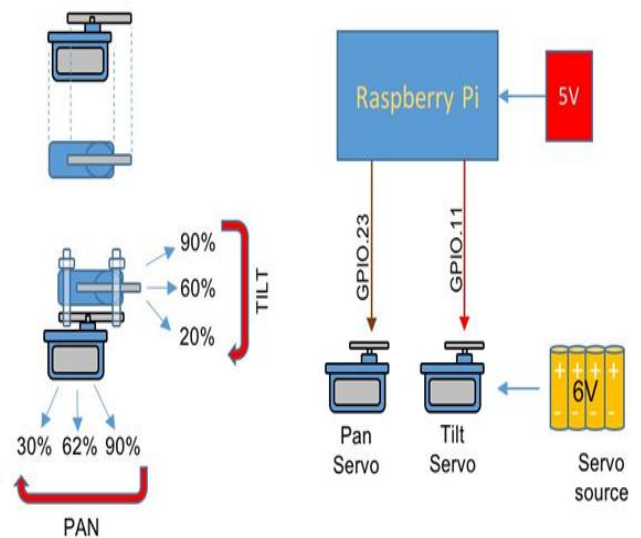 Raspberry Pi
5V
GPIO.23
GPIO.11
90%
60%
20%
TILT
30% 62% 90%
PAN
Pan
Servo
Tilt
Servo
6V
+ + + +
- - - -
Servo
source